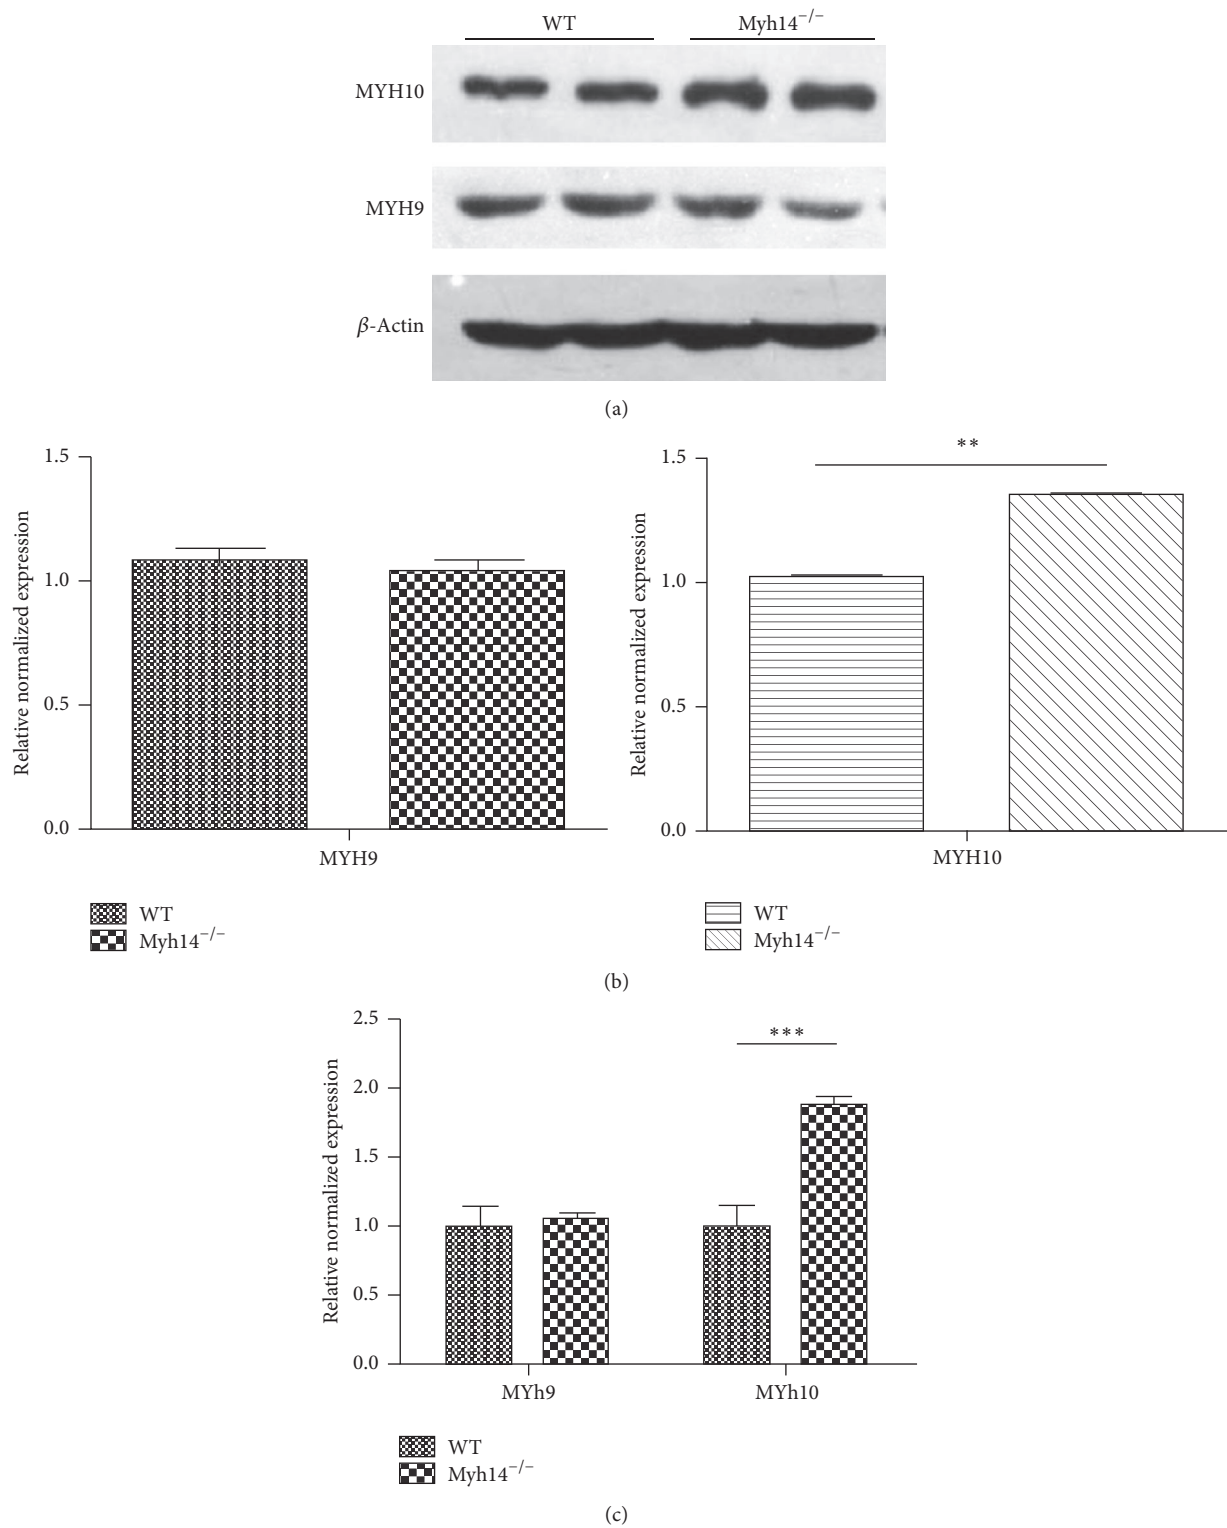 WT Myh14⁻/⁻
MYH10
MYH9
β-Actin
(a)
1.5
1.0
0.5
0.0
Relative normalized expression
MYH9
WT
Myh14⁻/⁻
**
1.5
1.0
0.5
0.0
Relative normalized expression
MYH10
WT
Myh14⁻/⁻
(b)
2.5
2.0
1.5
1.0
0.5
0.0
Relative normalized expression
***
MYh9 MYh10
WT
Myh14⁻/⁻
(c)